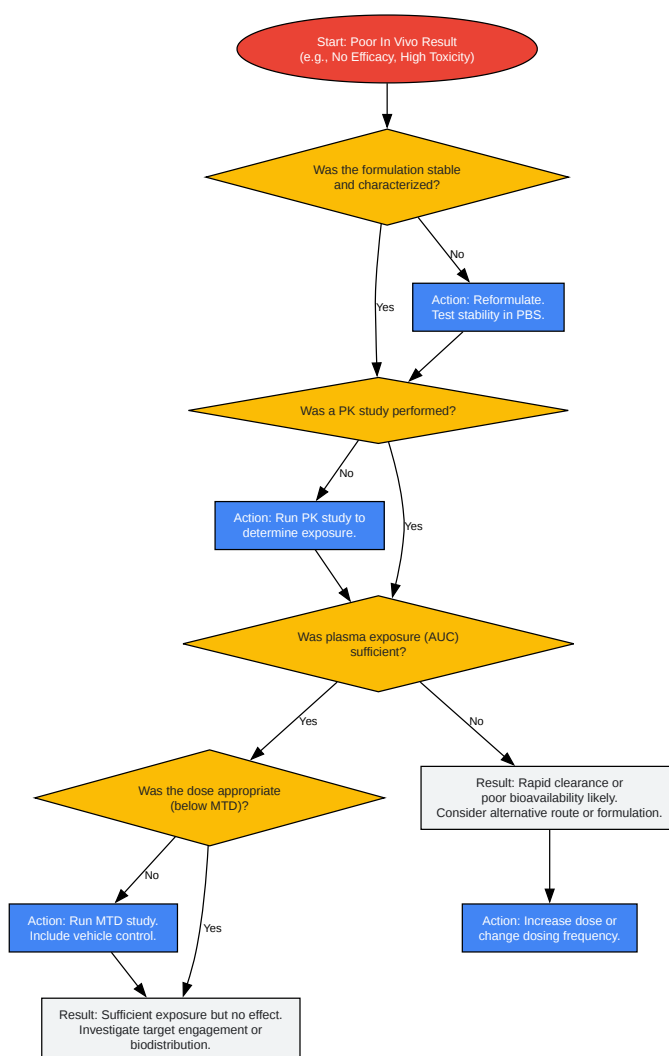 Start: Poor In Vivo Result
(e.g., No Efficacy, High Toxicity)
Was the formulation stable
and characterized?
No
Action: Reformulate.
Test stability in PBS.
Yes
Was a PK study performed?
No
Action: Run PK study to
determine exposure.
Yes
Was plasma exposure (AUC)
sufficient?
Yes
No
Was the dose appropriate
(below MTD)?
Result: Rapid clearance or
poor bioavailability likely.
Consider alternative route or formulation.
No
Action: Run MTD study.
Include vehicle control.
Yes
Action: Increase dose or
change dosing frequency.
Result: Sufficient exposure but no effect.
Investigate target engagement or
biodistribution.